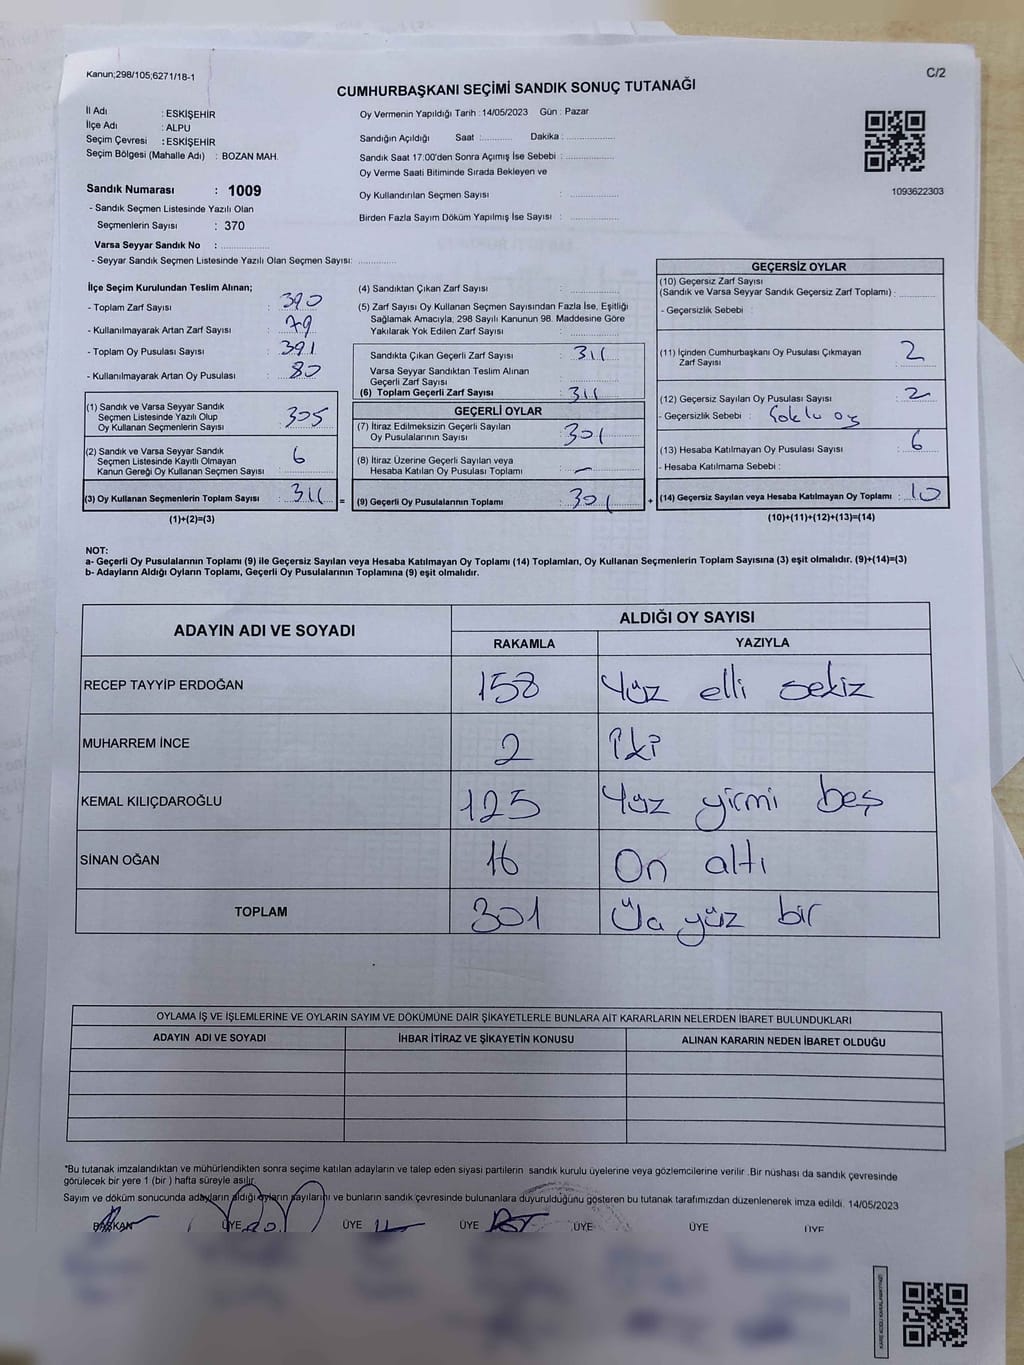 Kanun;298/105;6271/18-1
C/2
CUMHURBAŞKANI SEÇİMİ SANDIK SONUÇ TUTANAĞI
İl Adı : ESKİŞEHİR
İlçe Adı : ALPU
Seçim Çevresi : ESKİŞEHİR
Seçim Bölgesi (Mahalle Adı) : BOZAN MAH.
Oy Vermenin Yapıldığı Tarih : 14/05/2023 Gün : Pazar
Sandığın Açıldığı Saat :............ Dakika :..................
Sandık Saat 17:00'den Sonra Açımış İse Sebebi :..................
Oy Verme Saati Bitiminde Sırada Bekleyen ve
Oy Kullandırılan Seçmen Sayısı :..................
Birden Fazla Sayım Döküm Yapılmış İse Sayısı :..................
1093622303
Sandık Numarası : 1009
- Sandık Seçmen Listesinde Yazılı Olan
Seçmenlerin Sayısı : 370
Varsa Seyyar Sandık No :..................
- Seyyar Sandık Seçmen Listesinde Yazılı Olan Seçmen Sayısı: ..............
İlçe Seçim Kurulundan Teslim Alınan;
- Toplam Zarf Sayısı : 390
- Kullanılmayarak Artan Zarf Sayısı : 79
- Toplam Oy Pusulası Sayısı : 391
- Kullanılmayarak Artan Oy Pusulası : 80
(1) Sandık ve Varsa Seyyar Sandık
Seçmen Listesinde Yazılı Olup
Oy Kullanan Seçmenlerin Sayısı : 305
(2) Sandık ve Varsa Seyyar Sandık
Seçmen Listesinde Kayıtlı Olmayan
Kanun Gereği Oy Kullanan Seçmen Sayısı : 6
(3) Oy Kullanan Seçmenlerin Toplam Sayısı : 311 =
(1)+(2)=(3)
(4) Sandıktan Çıkan Zarf Sayısı :
(5) Zarf Sayısı Oy Kullanan Seçmen Sayısından Fazla İse, Eşitliği
Sağlamak Amacıyla, 298 Sayılı Kanunun 98. Maddesine Göre
Yakılarak Yok Edilen Zarf Sayısı :
Sandıkta Çıkan Geçerli Zarf Sayısı : 311
Varsa Seyyar Sandıktan Teslim Alınan
Geçerli Zarf Sayısı :
(6) Toplam Geçerli Zarf Sayısı : 311
GEÇERLİ OYLAR
(7) İtiraz Edilmeksizin Geçerli Sayılan
Oy Pusulalarının Sayısı : 301
(8) İtiraz Üzerine Geçerli Sayılan veya
Hesaba Katılan Oy Pusulası Toplamı : –
(9) Geçerli Oy Pusulalarının Toplamı : 301 +
GEÇERSİZ OYLAR
(10) Geçersiz Zarf Sayısı
(Sandık ve Varsa Seyyar Sandık Geçersiz Zarf Toplamı) :
- Geçersizlik Sebebi :
(11) İçinden Cumhurbaşkanı Oy Pusulası Çıkmayan
Zarf Sayısı : 2
(12) Geçersiz Sayılan Oy Pusulası Sayısı : 2
- Geçersizlik Sebebi : Çoklu oy
(13) Hesaba Katılmayan Oy Pusulası Sayısı : 6
- Hesaba Katılmama Sebebi :
(14) Geçersiz Sayılan veya Hesaba Katılmayan Oy Toplamı : 10
(10)+(11)+(12)+(13)=(14)
NOT:
a- Geçerli Oy Pusulalarının Toplamı (9) ile Geçersiz Sayılan veya Hesaba Katılmayan Oy Toplamı (14) Toplamları, Oy Kullanan Seçmenlerin Toplam Sayısına (3) eşit olmalıdır. (9)+(14)=(3)
b- Adayların Aldığı Oyların Toplamı, Geçerli Oy Pusulalarının Toplamına (9) eşit olmalıdır.
ADAYIN ADI VE SOYADI
ALDIĞI OY SAYISI
RAKAMLA YAZIYLA
RECEP TAYYİP ERDOĞAN 158 Yüz elli sekiz
MUHARREM İNCE 2 İki
KEMAL KILIÇDAROĞLU 125 Yüz yirmi beş
SİNAN OĞAN 16 On altı
TOPLAM 301 Üç yüz bir
OYLAMA İŞ VE İŞLEMLERİNE VE OYLARIN SAYIM VE DÖKÜMÜNE DAİR ŞİKAYETLERLE BUNLARA AİT KARARLARIN NELERDEN İBARET BULUNDUKLARI
ADAYIN ADI VE SOYADI İHBAR İTİRAZ VE ŞİKAYETİN KONUSU ALINAN KARARIN NEDEN İBARET OLDUĞU
*Bu tutanak imzalandıktan ve mühürlendikten sonra seçime katılan adayların ve talep eden siyasi partilerin sandık kurulu üyelerine veya gözlemcilerine verilir .Bir nüshası da sandık çevresinde
görülecek bir yere 1 (bir ) hafta süreyle asılır.
Sayım ve döküm sonucunda adayların aldığı oyların sayılarını ve bunların sandık çevresinde bulunanlara duyurulduğunu gösteren bu tutanak tarafımızdan düzenlenerek imza edildi. 14/05/2023
BAŞKAN ÜYE ÜYE ÜYE ÜYE ÜYE ÜYE